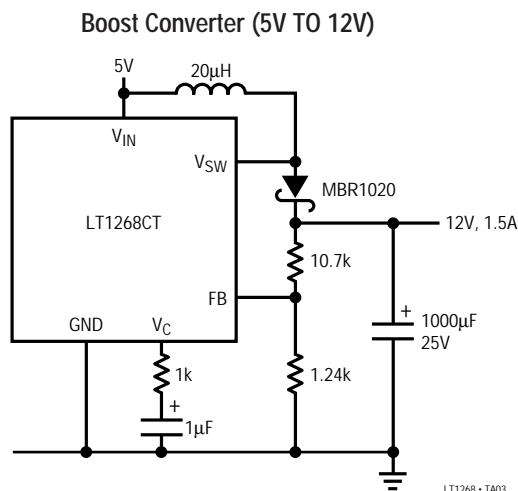 Boost Converter (5V TO 12V)
5V
20µH
VIN
VSW
MBR1020
LT1268CT
12V, 1.5A
10.7k
FB
+
1000µF
25V
GND
VC
1k
1.24k
+
1µF
LT1268 • TA03